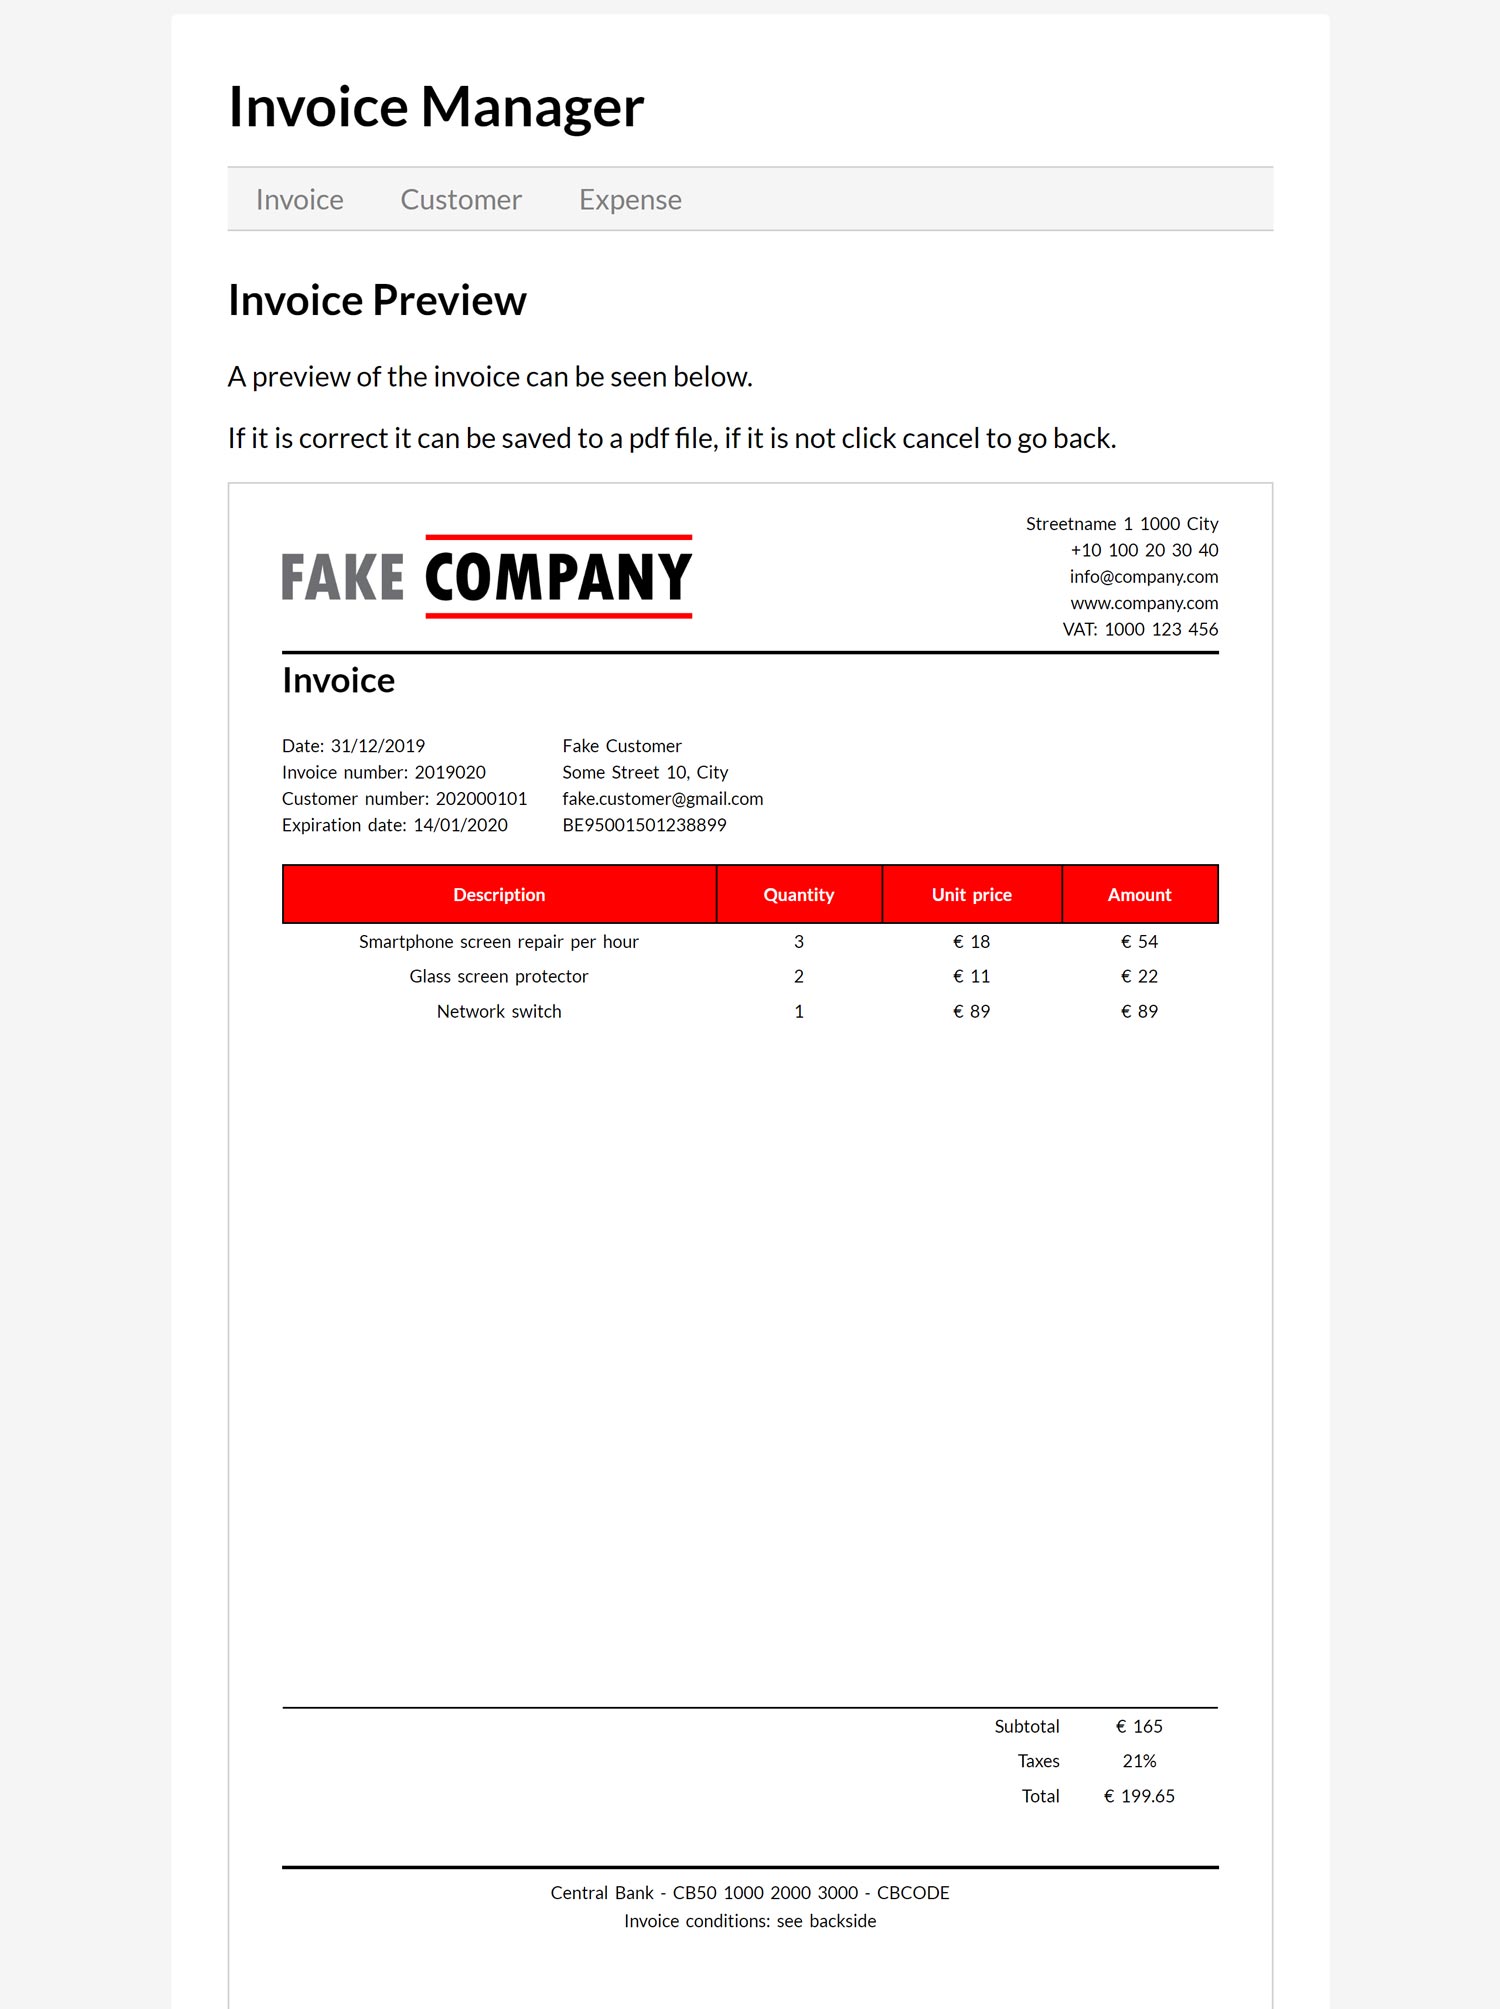 Invoice Manager
Invoice Customer Expense
Invoice Preview
A preview of the invoice can be seen below.
If it is correct it can be saved to a pdf file, if it is not click cancel to go back.
FAKE COMPANY
Streetname 1 1000 City
+10 100 20 30 40
info@company.com
www.company.com
VAT: 1000 123 456
Invoice
Date: 31/12/2019
Invoice number: 2019020
Customer number: 202000101
Expiration date: 14/01/2020
Fake Customer
Some Street 10, City
fake.customer@gmail.com
BE95001501238899
Description Quantity Unit price Amount
Smartphone screen repair per hour 3 € 18 € 54
Glass screen protector 2 € 11 € 22
Network switch 1 € 89 € 89
Subtotal € 165
Taxes 21%
Total € 199.65
Central Bank - CB50 1000 2000 3000 - CBCODE
Invoice conditions: see backside